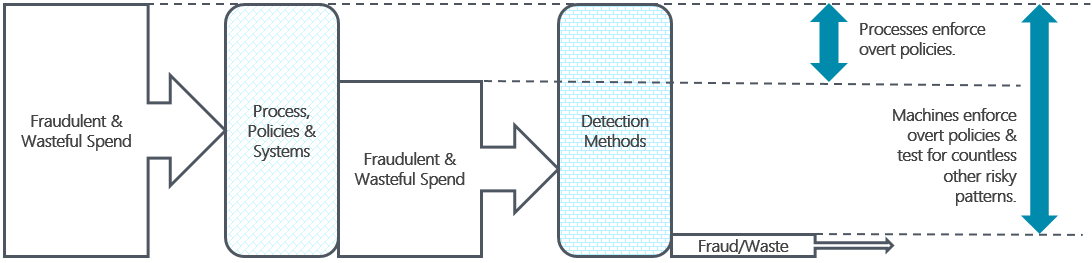 Fraudulent &
Wasteful Spend
Process,
Policies &
Systems
Fraudulent &
Wasteful Spend
Detection
Methods
Fraud/Waste
Processes enforce
overt policies.
Machines enforce
overt policies &
test for countless
other risky
patterns.